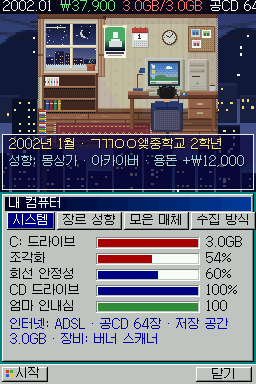 2002.01 ₩37,900 3.0GB/3.0GB 공CD 64
1
2002년 1월 · ㄱㄲㄲㅇㅇ앶중학교 2학년
성향: 몽상가 · 아카이버 · 용돈 +₩12,000
내 컴퓨터
시스템 장르 성향 모은 매체 수집 방식
C: 드라이브 3.0GB
조각화 54%
회선 안정성 60%
CD 드라이브 100%
엄마 인내심 100
인터넷: ADSL · 공CD 64장 · 저장 공간
3.0GB · 장비: 버너 스캐너
시작 닫기